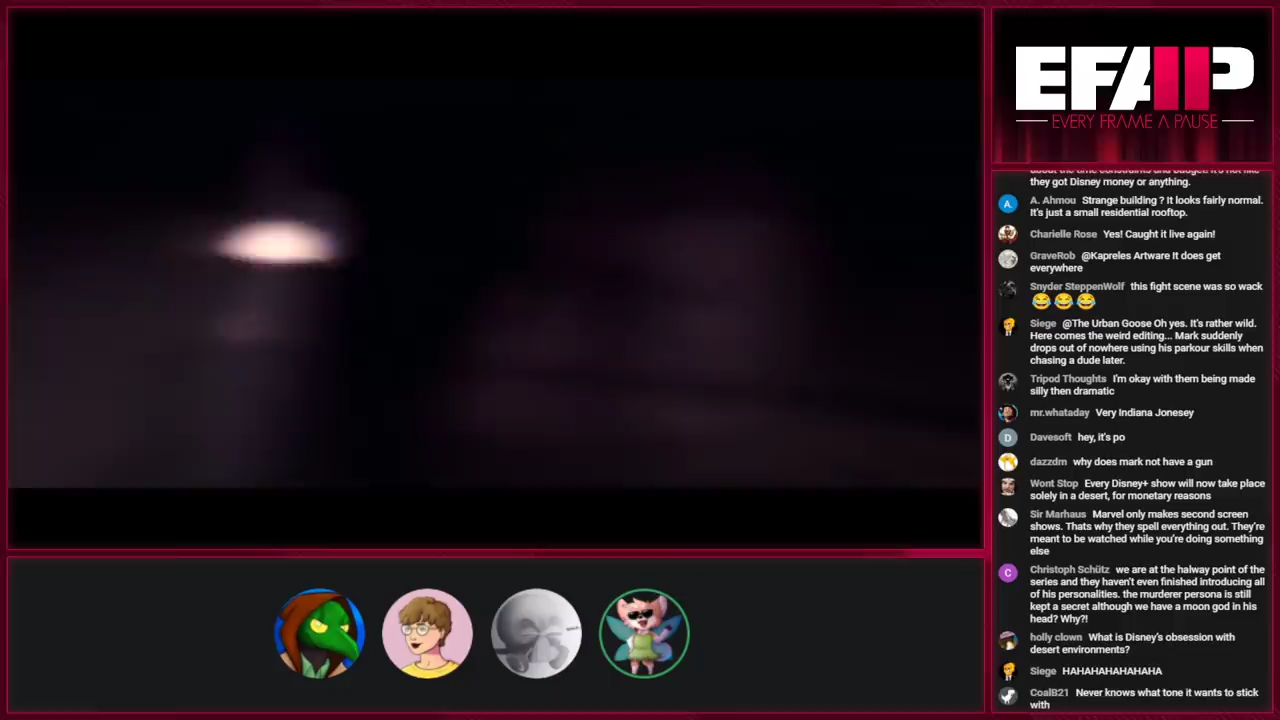 EFAP
EVERY FRAME A PAUSE
they got Disney money or anything.
A. Ahmou Strange building ? It looks fairly normal.
It's just a small residential rooftop.
Charielle Rose Yes! Caught it live again!
GraveRob @Kapreles Artware It does get
everywhere
Snyder SteppenWolf this fight scene was so wack
😂😂😂
Siege @The Urban Goose Oh yes. It's rather wild.
Here comes the weird editing... Mark suddenly
drops out of nowhere using his parkour skills when
chasing a dude later.
Tripod Thoughts I'm okay with them being made
silly then dramatic
mr.whataday Very Indiana Jonesey
D
Davesoft hey, it's po
dazzdm why does mark not have a gun
Wont Stop Every Disney+ show will now take place
solely in a desert, for monetary reasons
Sir Marhaus Marvel only makes second screen
shows. Thats why they spell everything out. They're
meant to be watched while you're doing something
else
C
Christoph Schütz we are at the halway point of the
series and they haven't even finished introducing all
of his personalities. the murderer persona is still
kept a secret although we have a moon god in his
head? Why?!
holly clown What is Disney's obsession with
desert environments?
Siege HAHAHAHAHAHAHA
CoalB21 Never knows what tone it wants to stick
with